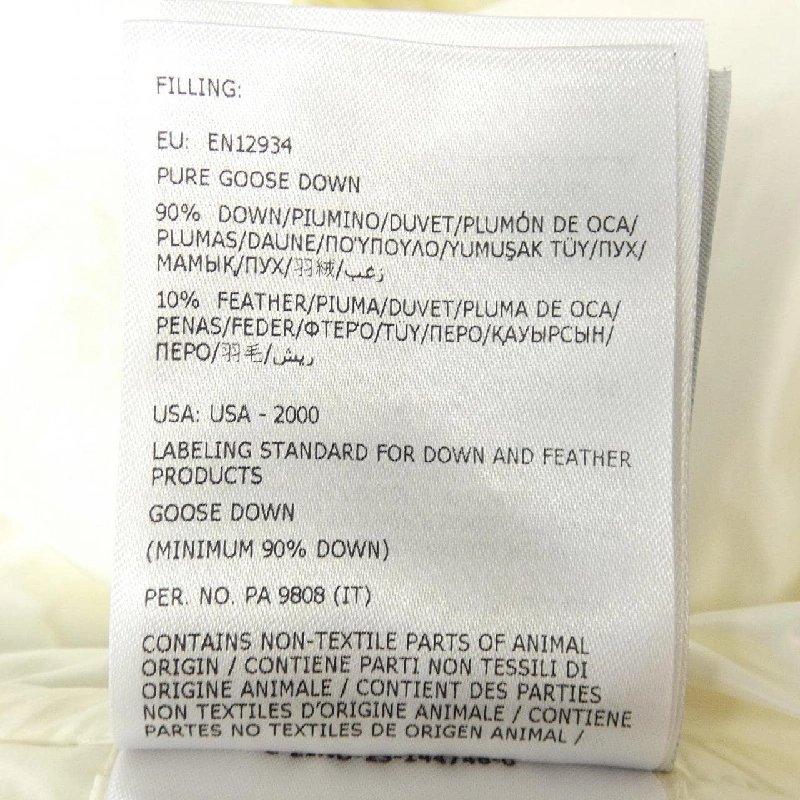 FILLING:
EU: EN12934
PURE GOOSE DOWN
90% DOWN/PIUMINO/DUVET/PLUMÓN DE OCA/
PLUMAS/DAUNE/ΠΟΎΠΟΥΛΟ/YUMUŞAK TÜY/ПУХ/
МАМЫҚ/ПУХ/羽絨/زغب/
10% FEATHER/PIUMA/DUVET/PLUMA DE OCA/
PENAS/FEDER/ΦΤΕΡΟ/TÜY/ПЕРО/ҚАУЫРСЫН/
ПЕРО/羽毛/ريش/
USA: USA - 2000
LABELING STANDARD FOR DOWN AND FEATHER
PRODUCTS
GOOSE DOWN
(MINIMUM 90% DOWN)
PER. NO. PA 9808 (IT)
CONTAINS NON-TEXTILE PARTS OF ANIMAL
ORIGIN / CONTIENE PARTI NON TESSILI DI
ORIGINE ANIMALE / CONTIENT DES PARTIES
NON TEXTILES D'ORIGINE ANIMALE / CONTIENE
PARTES NO TEXTILES DE ORIGEN ANIMAL /